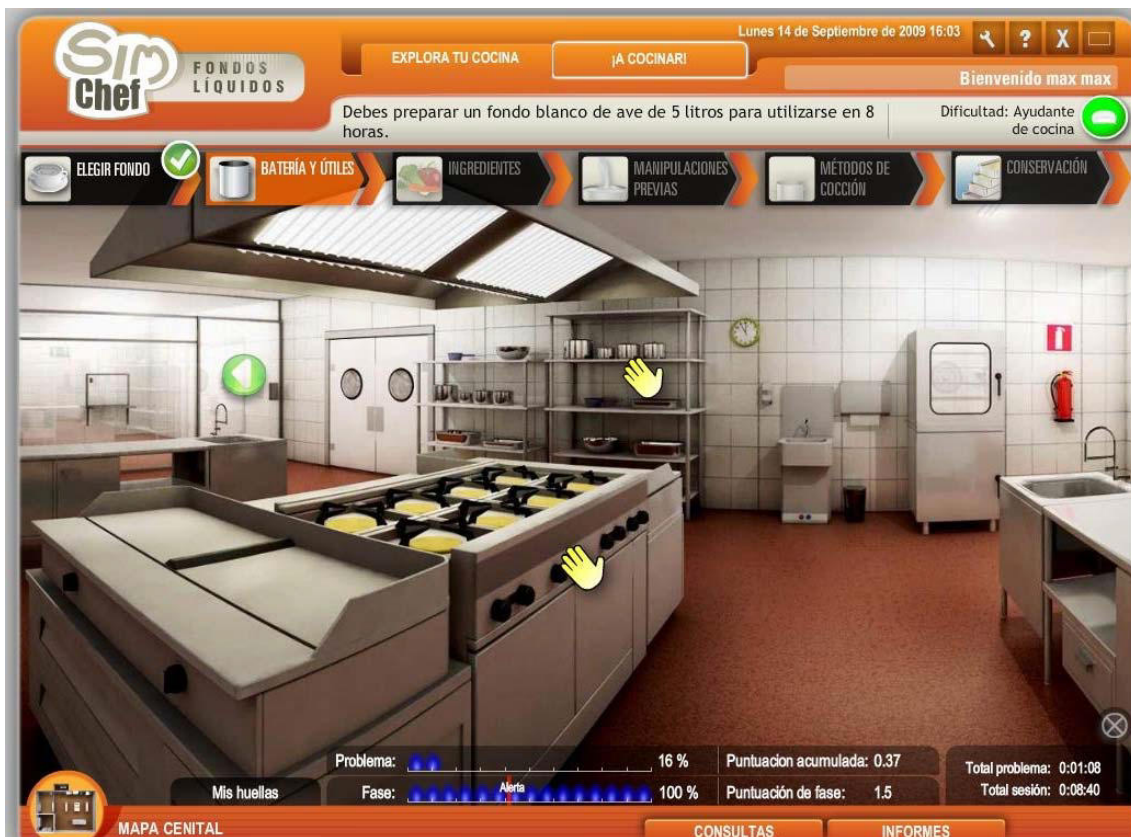 Sim
Chef
FONDOS
LÍQUIDOS
Lunes 14 de Septiembre de 2009 16:03
? X
EXPLORA TU COCINA
¡A COCINAR!
Bienvenido max max
Debes preparar un fondo blanco de ave de 5 litros para utilizarse en 8
horas.
Dificultad: Ayudante
de cocina
ELEGIR FONDO
BATERÍA Y ÚTILES
INGREDIENTES
MANIPULACIONES
PREVIAS
MÉTODOS DE
COCCIÓN
CONSERVACIÓN
Problema:
16 %
Puntuacion acumulada: 0.37
Total problema: 0:01:08
Mis huellas
Fase:
Alerta
100 %
Puntuación de fase: 1.5
Total sesión: 0:08:40
MAPA CENITAL
CONSULTAS
INFORMES